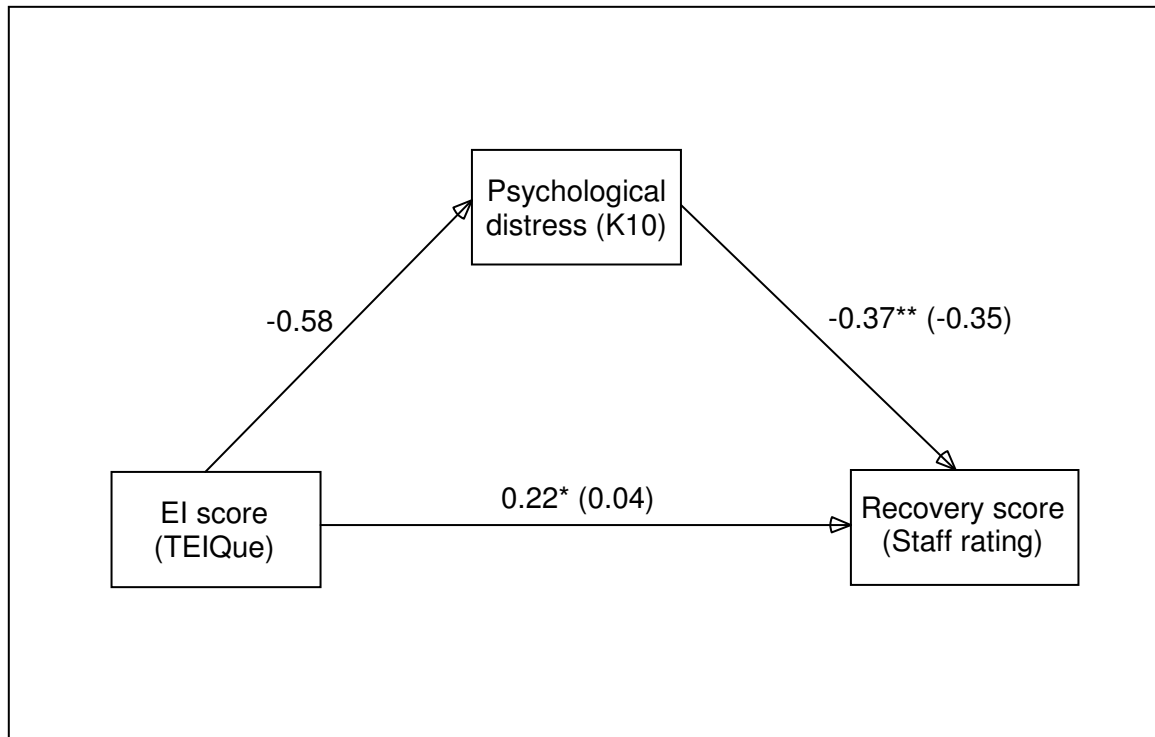 Psychological
distress (K10)
-0.58
-0.37** (-0.35)
EI score
(TEIQue)
0.22* (0.04)
Recovery score
(Staff rating)